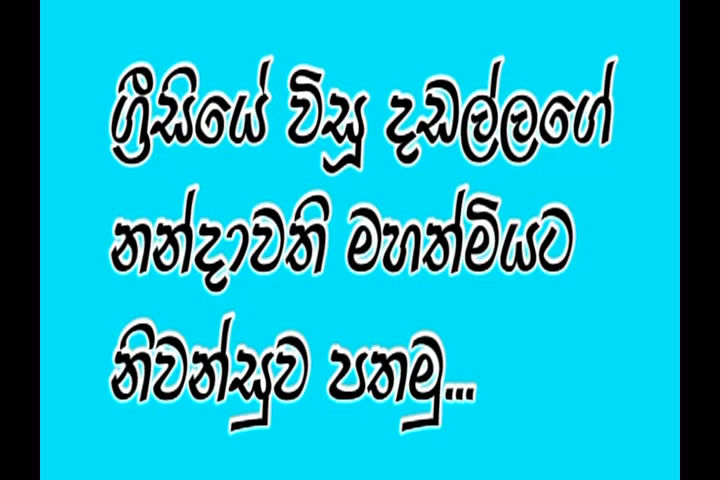 ග්‍රීසියේ විසූ දඩල්ලගේ
නන්දාවති මහත්මියට
නිවන්සුව පතමු...